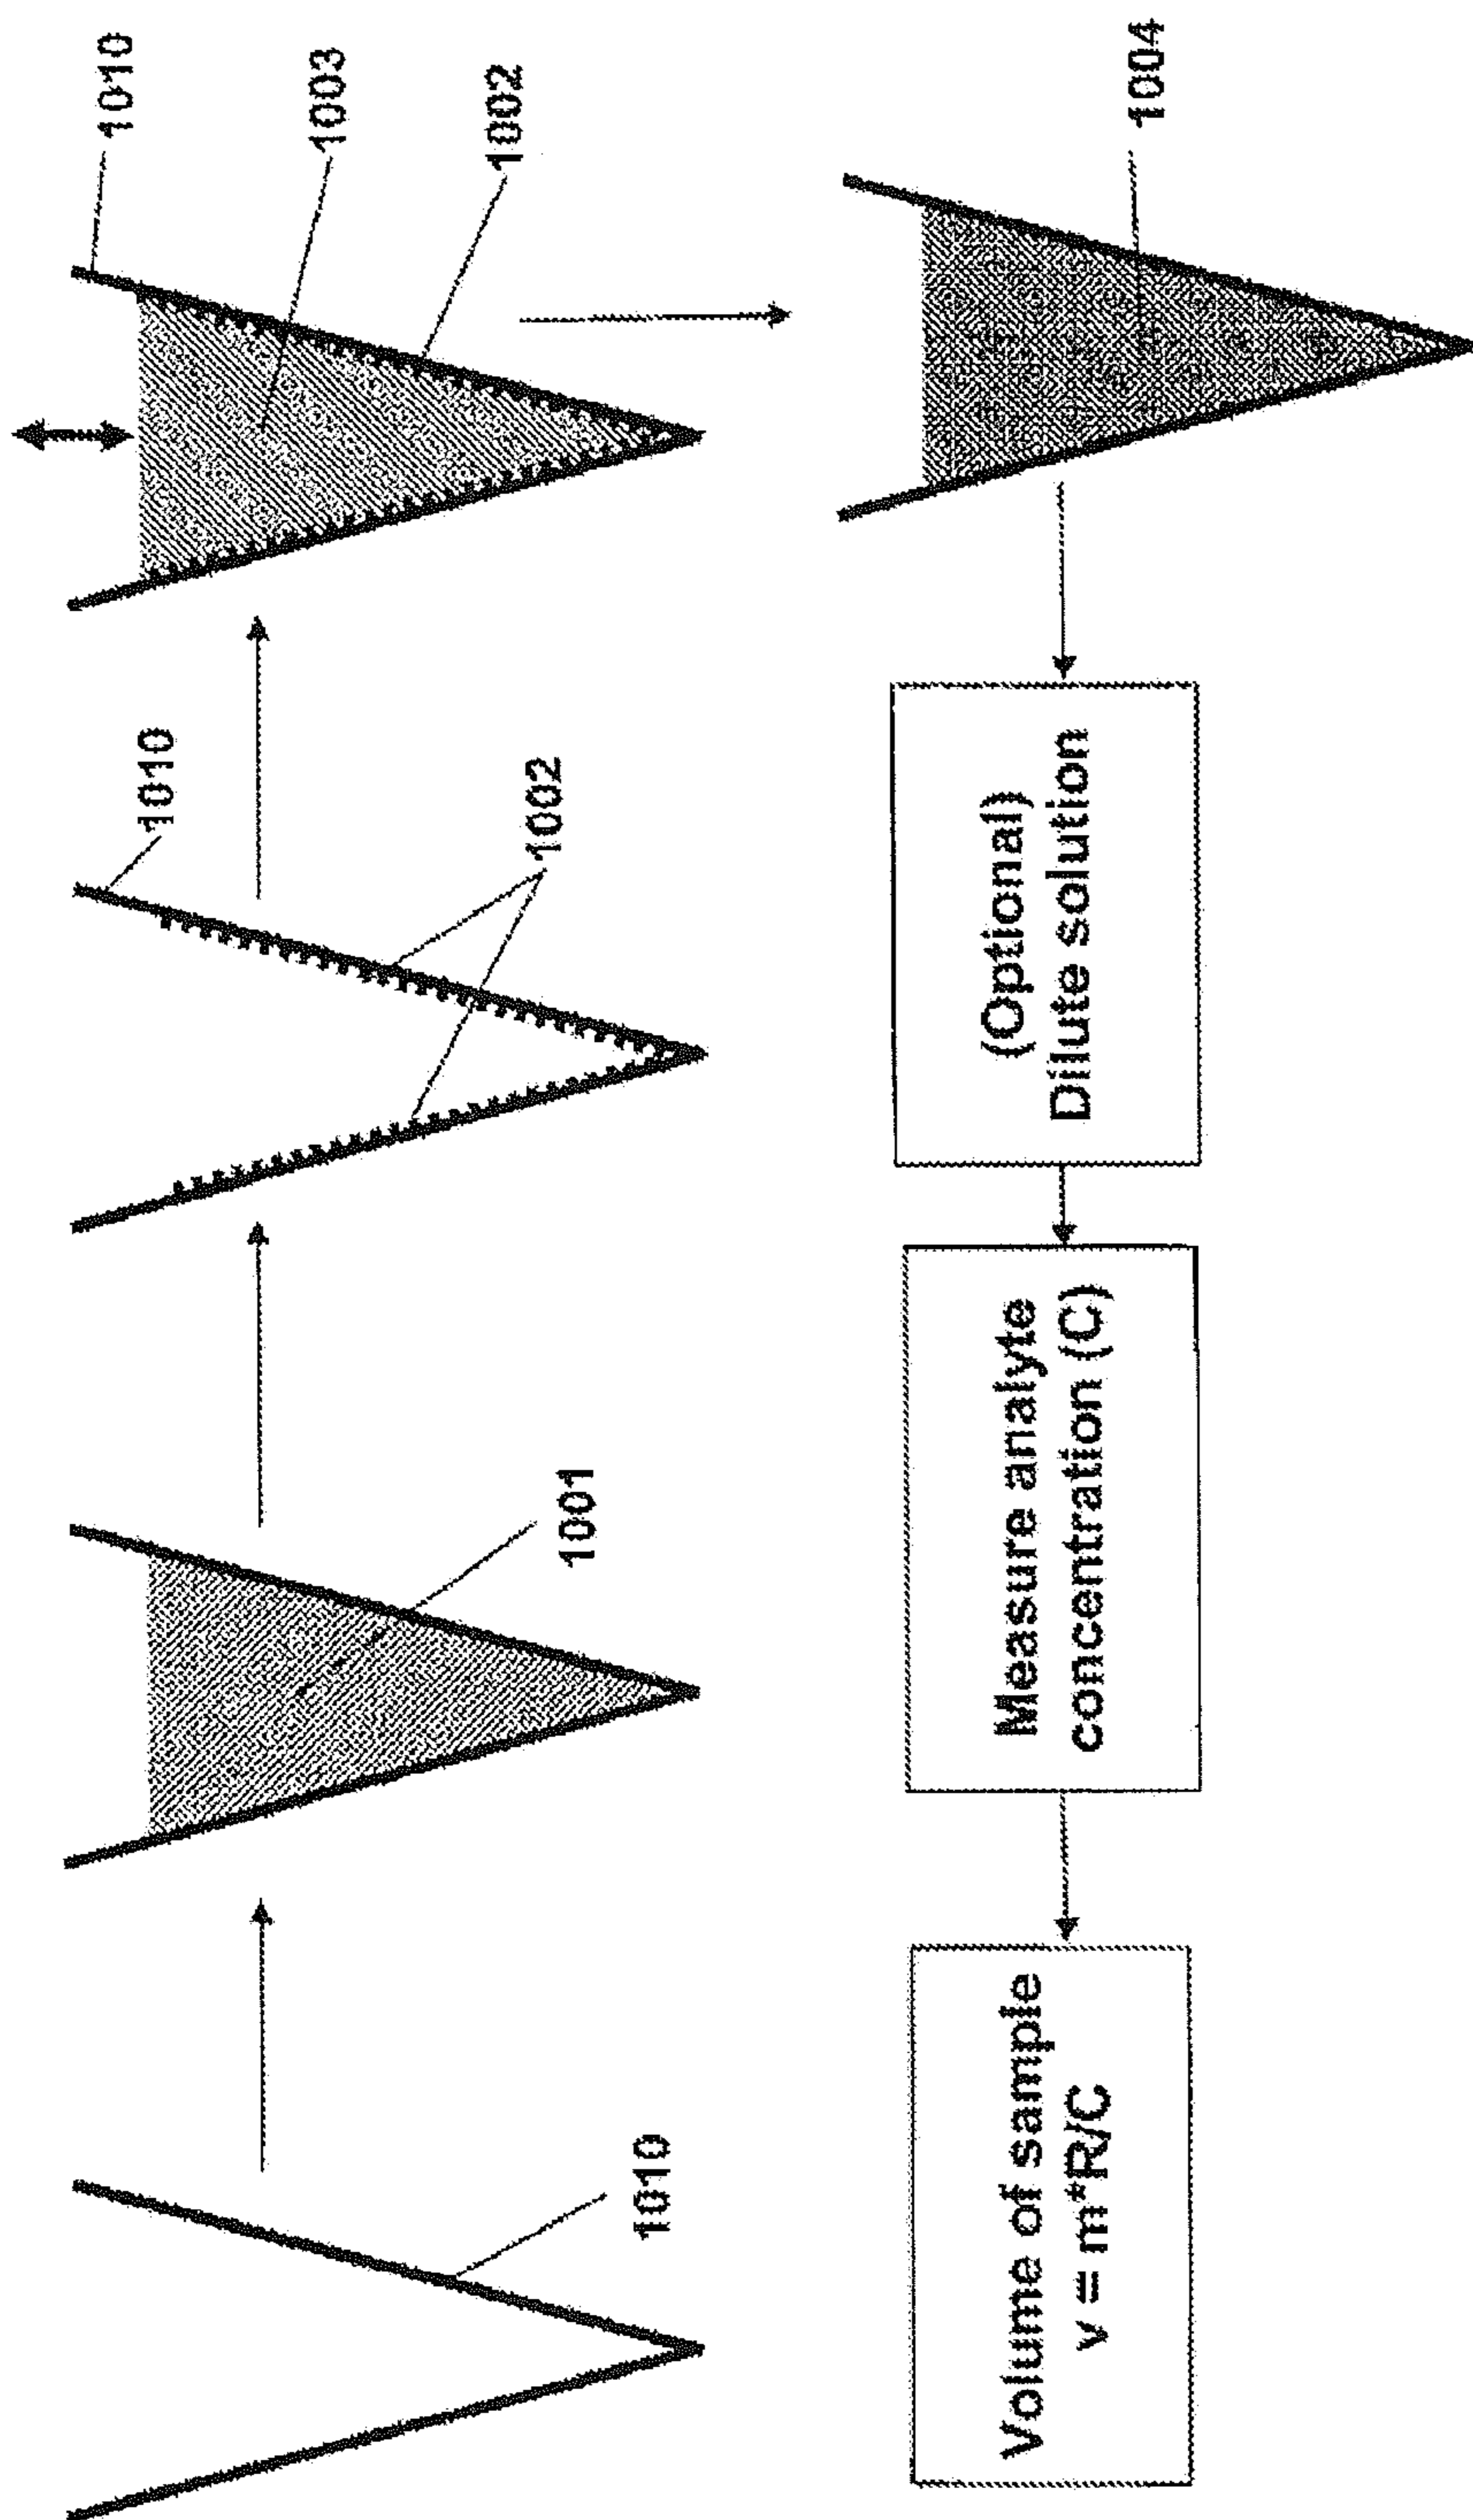 1010
1001
1010
1002
1010
1003
1002
1004
(Optional)
Dilute solution
Measure analyte
concentration (C)
Volume of sample
v = m*R/C